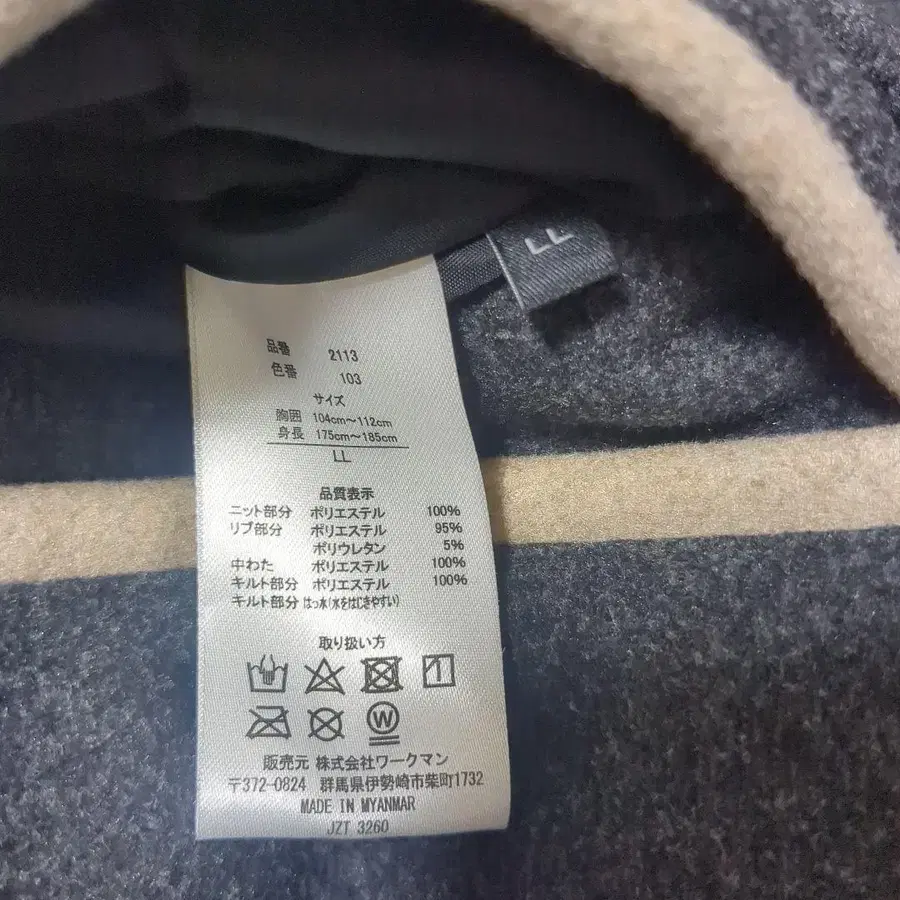 LL
品番 2113
色番 103
サイズ
胸囲 104cm〜112cm
身長 175cm〜185cm
LL
品質表示
ニット部分 ポリエステル 100%
リブ部分 ポリエステル 95%
ポリウレタン 5%
中わた ポリエステル 100%
キルト部分 ポリエステル 100%
キルト部分 はっ水(水をはじきやすい)
取り扱い方
W
販売元 株式会社ワークマン
〒372-0824 群馬県伊勢崎市柴町1732
MADE IN MYANMAR
JZT 3260